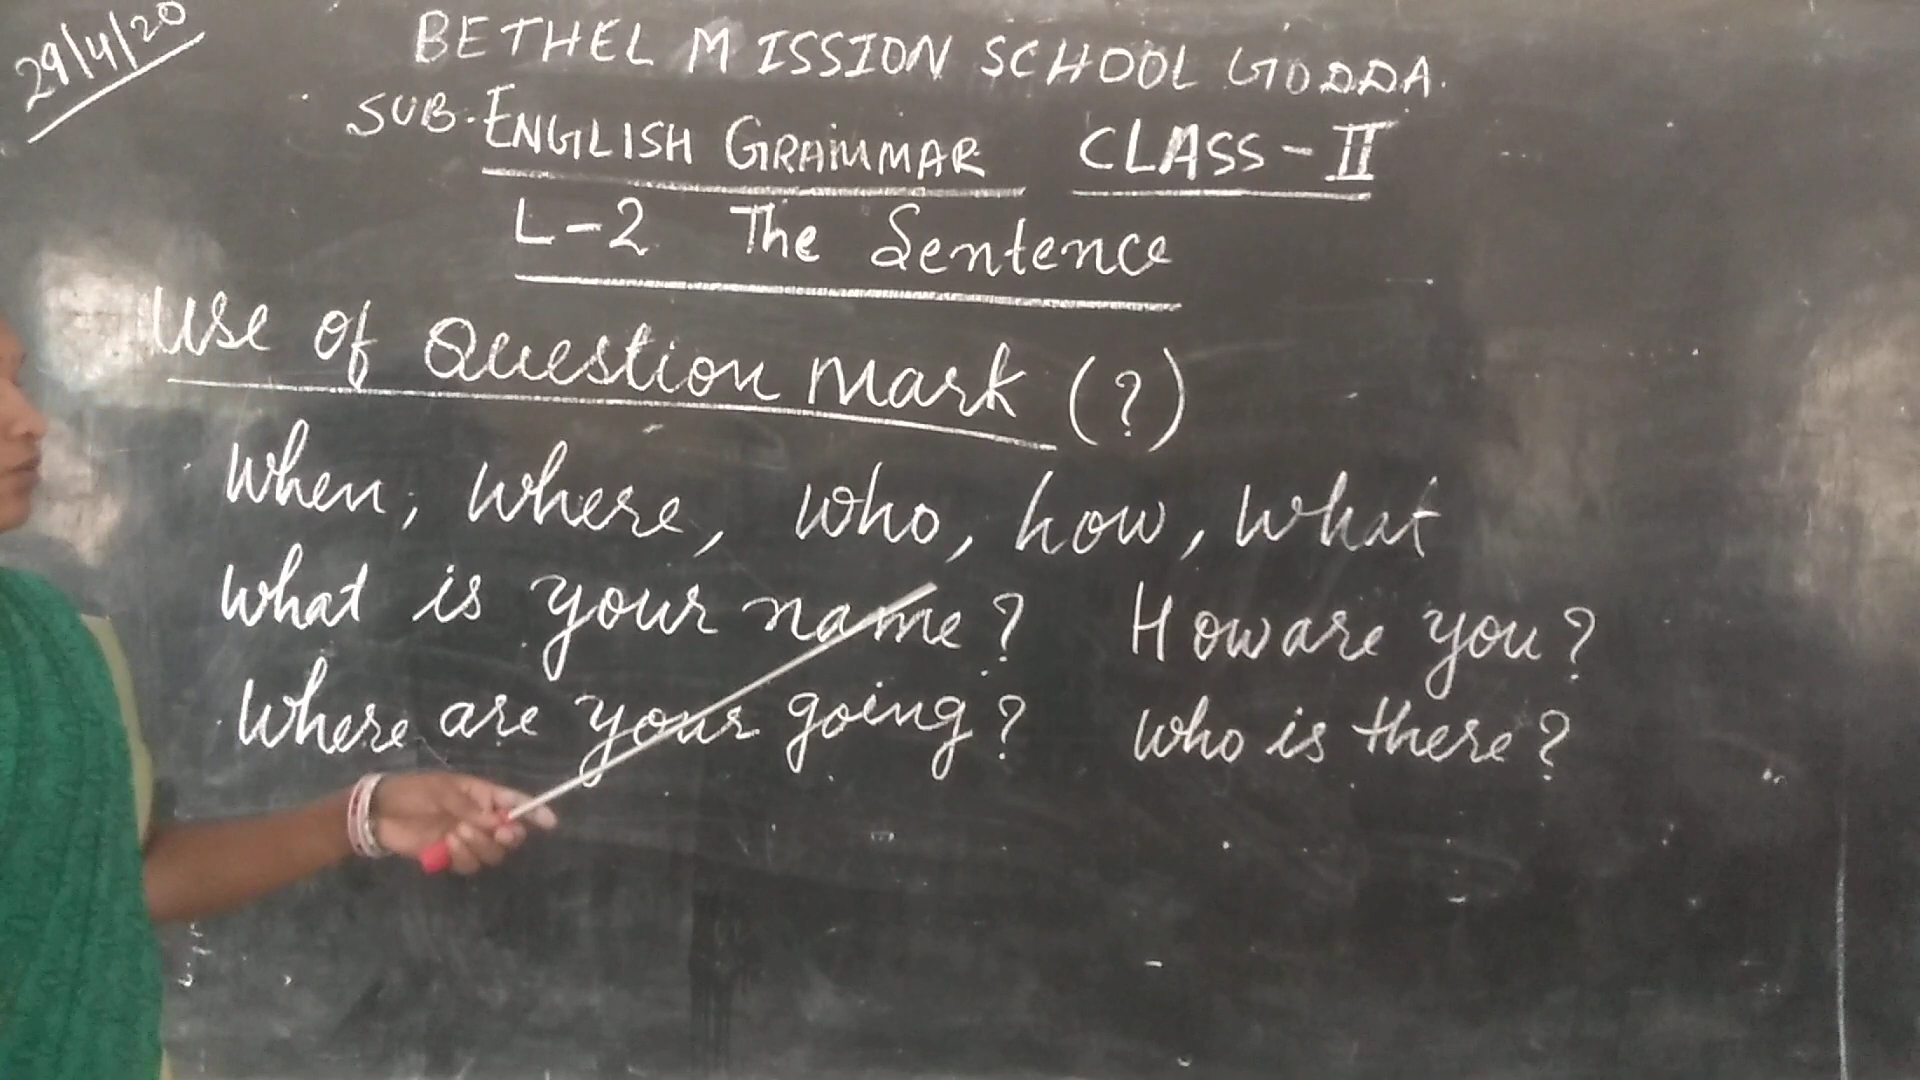 29/4/20
BETHEL MISSION SCHOOL GODDA.
SUB-ENGLISH GRAMMAR CLASS-II
L-2 The Sentence
Use of Question Mark (?)
When, Where, who, how, What
What is your name? How are you?
Where are your going? Who is there?